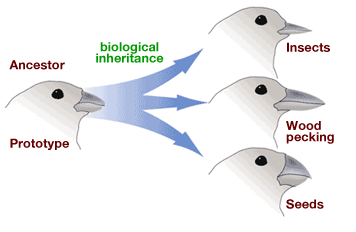 Ancestor
Prototype
biological
inheritance
Insects
Wood
pecking
Seeds